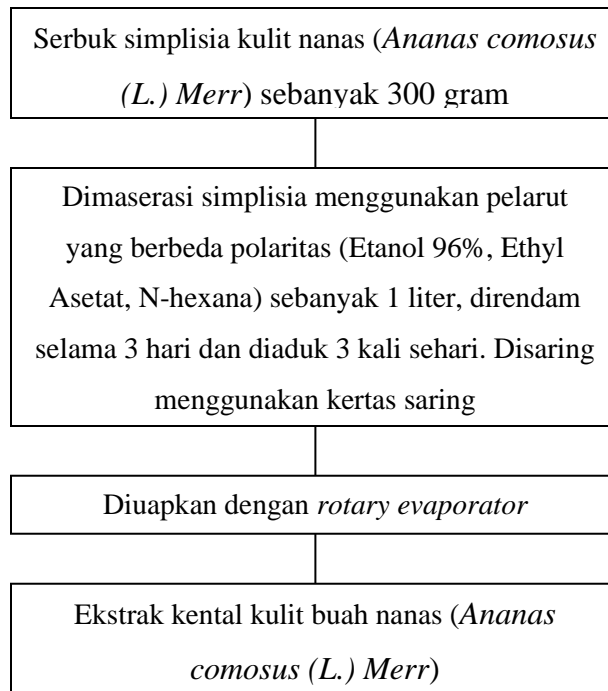 Serbuk simplisia kulit nanas (Ananas comosus
(L.) Merr) sebanyak 300 gram
Dimaserasi simplisia menggunakan pelarut
yang berbeda polaritas (Etanol 96%, Ethyl
Asetat, N-hexana) sebanyak 1 liter, direndam
selama 3 hari dan diaduk 3 kali sehari. Disaring
menggunakan kertas saring
Diuapkan dengan rotary evaporator
Ekstrak kental kulit buah nanas (Ananas
comosus (L.) Merr)